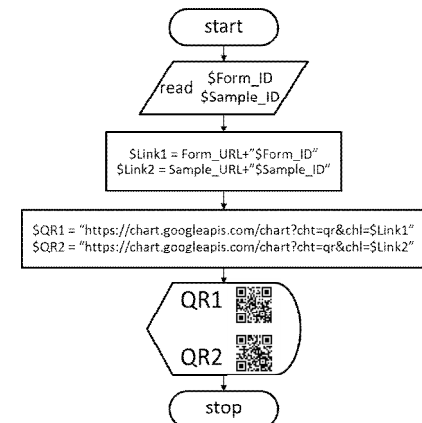 start
read $Form_ID
$Sample_ID
$Link1 = Form_URL+"$Form_ID"
$Link2 = Sample_URL+"$Sample_ID"
$QR1 = "https://chart.googleapis.com/chart?cht=qr&chl=$Link1"
$QR2 = "https://chart.googleapis.com/chart?cht=qr&chl=$Link2"
QR1
QR2
stop